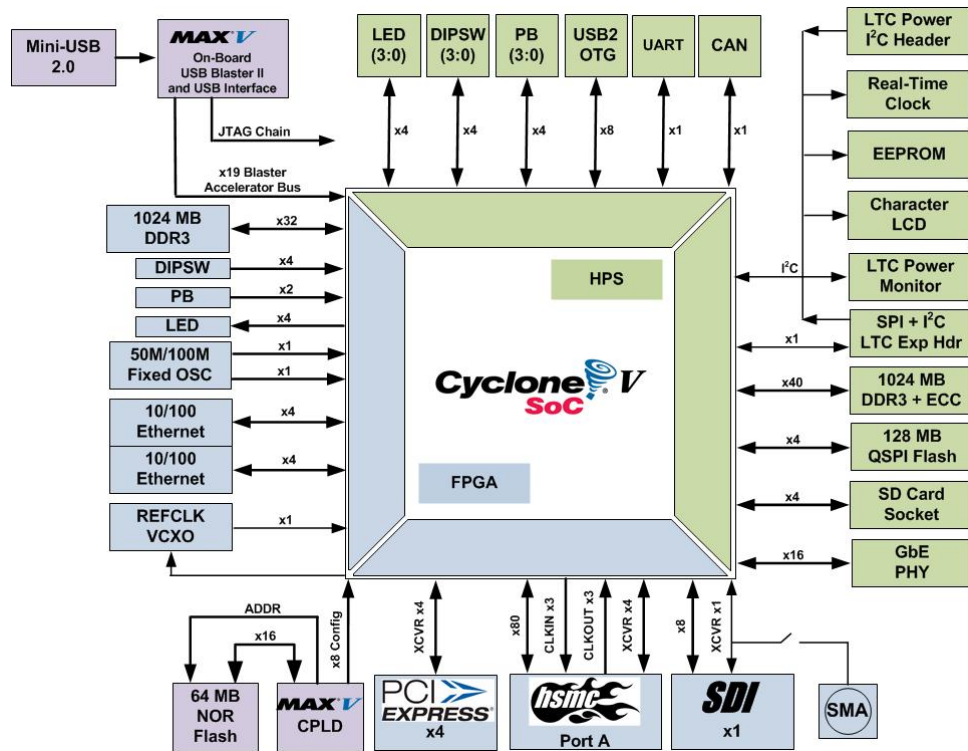 Mini-USB
2.0
MAX V
On-Board
USB Blaster II
and USB Interface
JTAG Chain
x19 Blaster
Accelerator Bus
LED
(3:0)
DIPSW
(3:0)
PB
(3:0)
USB2
OTG
UART
CAN
x4
x4
x4
x8
x1
x1
LTC Power
I²C Header
Real-Time
Clock
EEPROM
Character
LCD
LTC Power
Monitor
I²C
SPI + I²C
LTC Exp Hdr
x1
1024 MB
DDR3 + ECC
x40
128 MB
QSPI Flash
x4
SD Card
Socket
x4
GbE
PHY
x16
1024 MB
DDR3
x32
DIPSW
x4
PB
x2
LED
x4
50M/100M
Fixed OSC
x1
x1
10/100
Ethernet
x4
10/100
Ethernet
x4
REFCLK
VCXO
x1
HPS
Cyclone V
SoC
FPGA
ADDR
x16
x8 Config
XCVR x4
x80
CLKIN x3
CLKOUT x3
XCVR x4
x8
XCVR x1
64 MB
NOR
Flash
MAX V
CPLD
PCI
EXPRESS®
x4
hsmc
Port A
SDI
x1
SMA